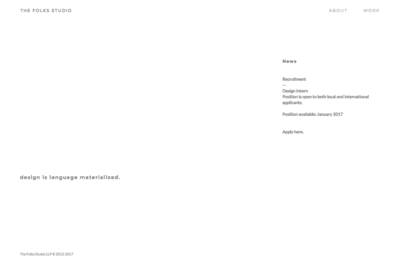 THE FOLKS STUDIO
ABOUT
WORK
News
Recruitment
—
Design Intern
Position is open to both local and international
applicants.
Position available: January 2017
Apply here.
design is language materialized.
The Folks Studio LLP © 2012-2017